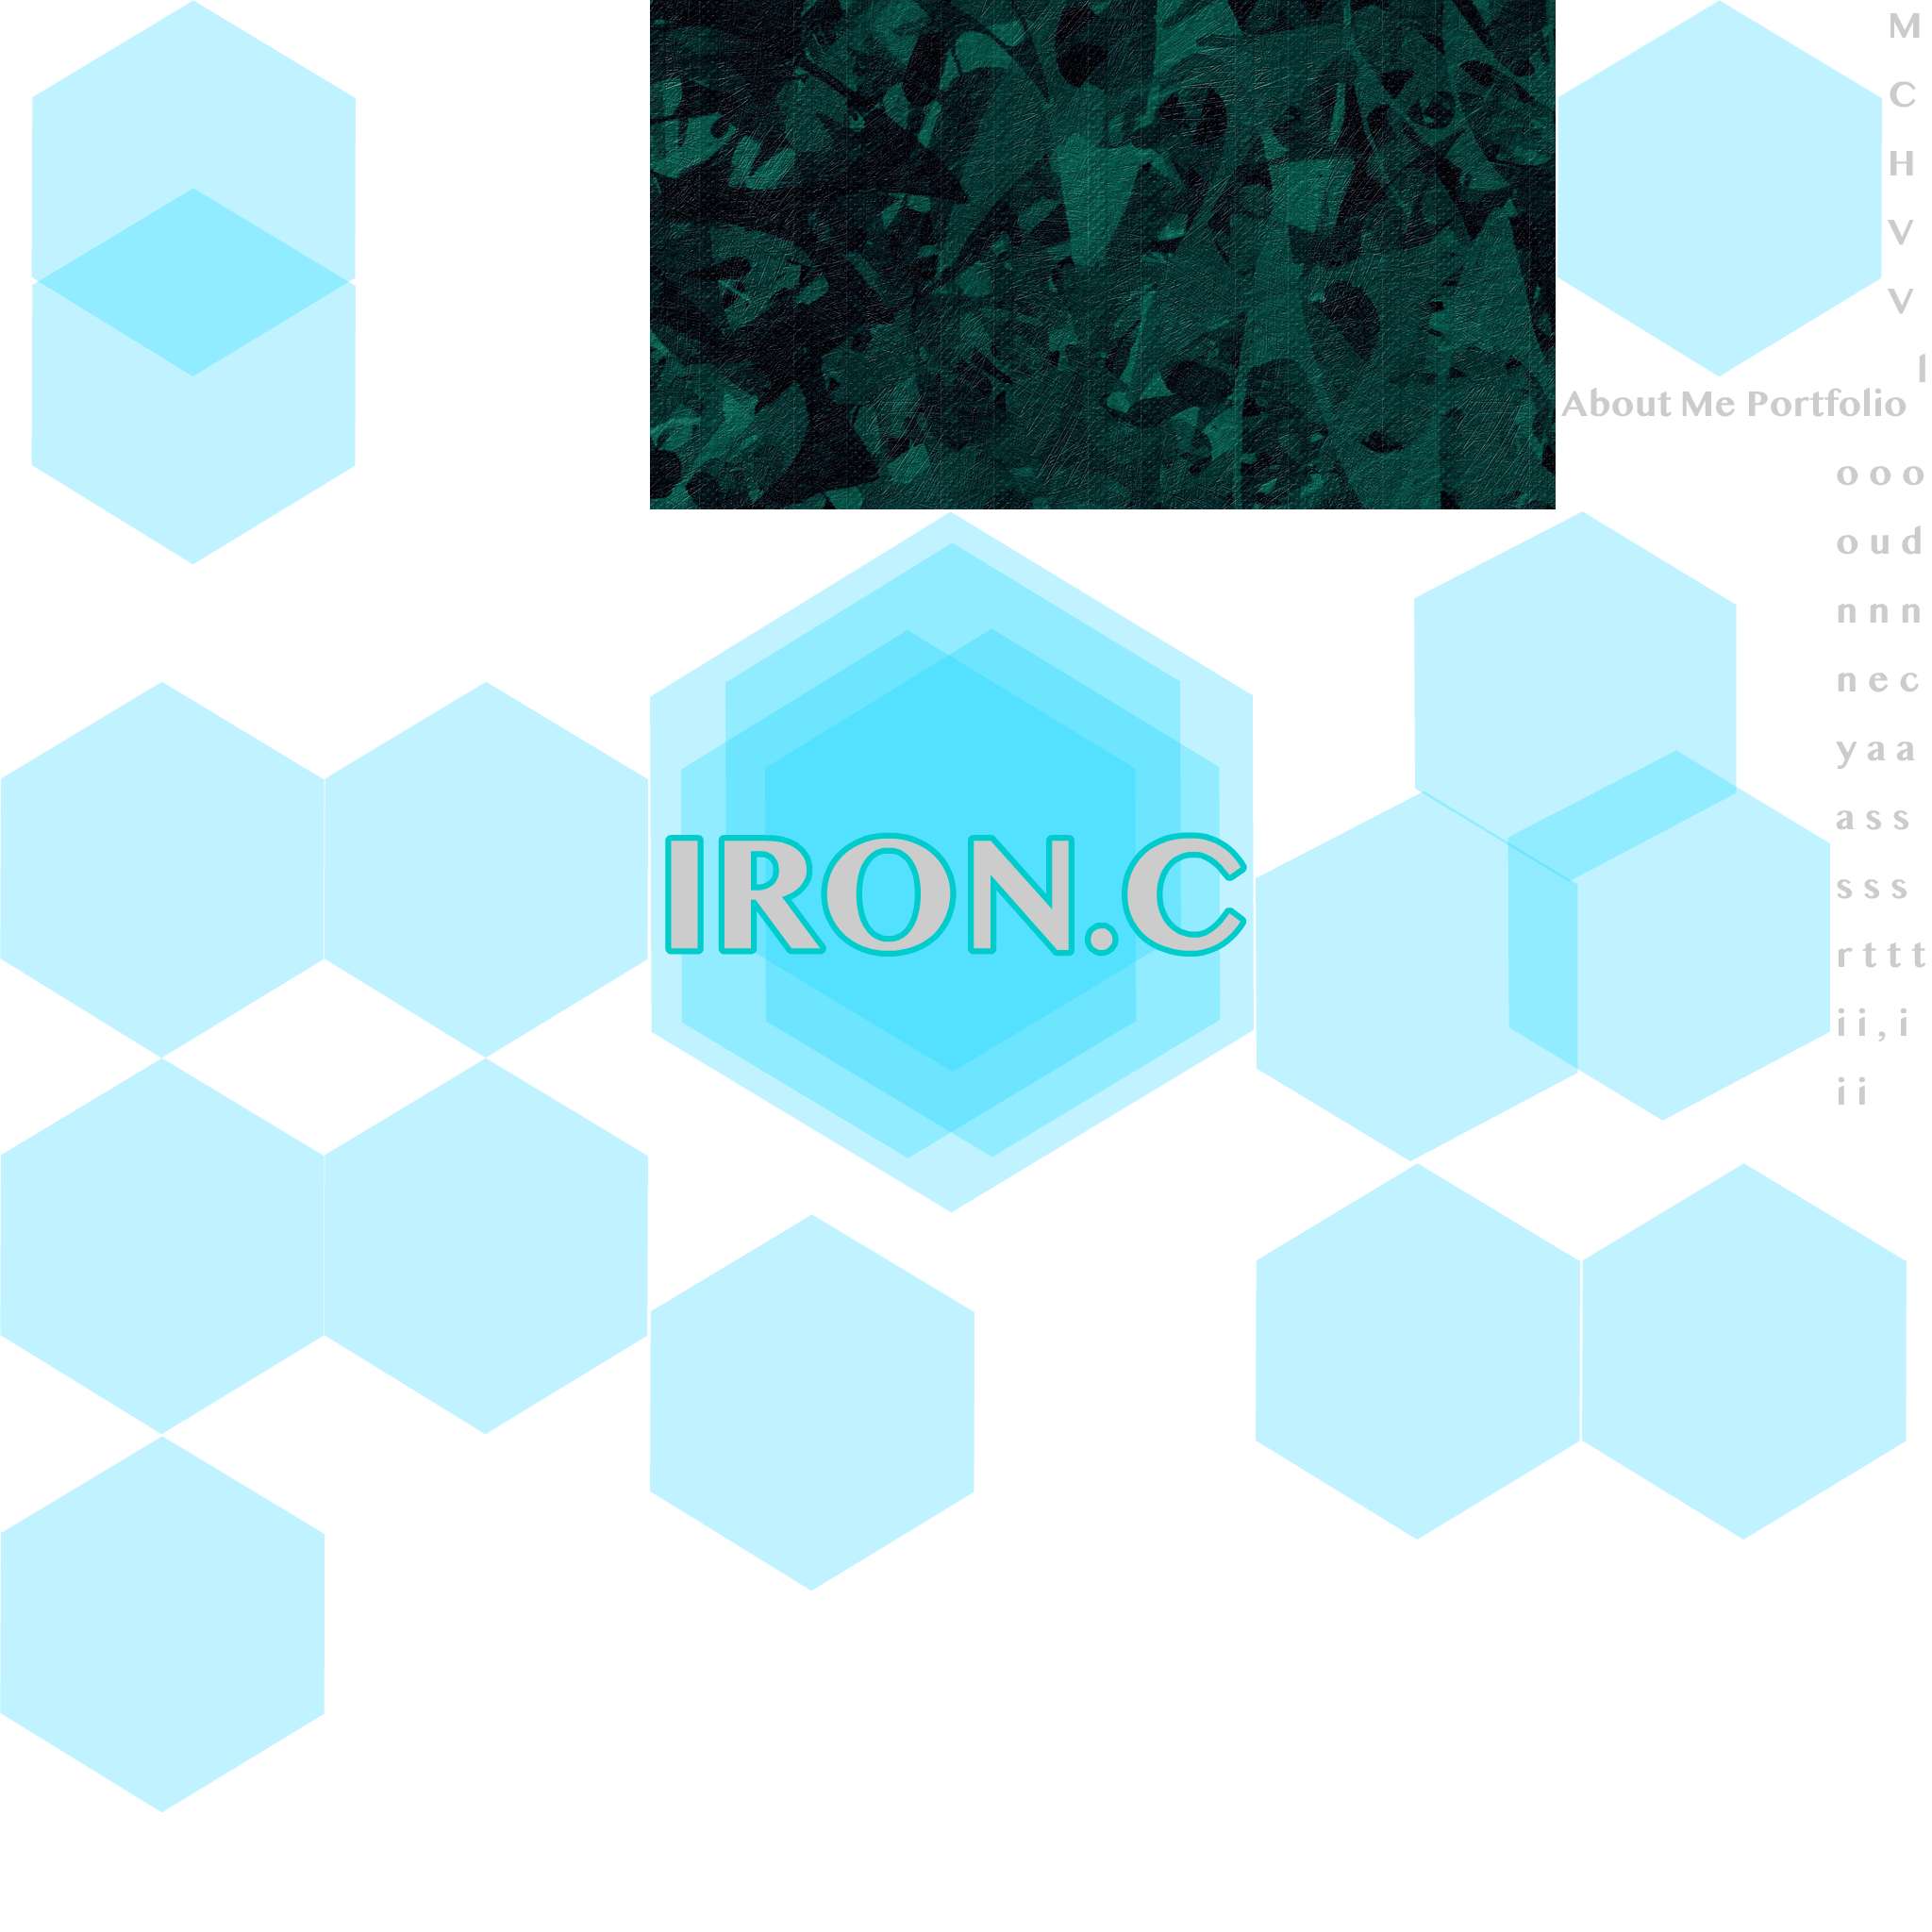 M
C
H
V
V
l
About Me Portfolio
o o o
o u d
n n n
n e c
y a a
a s s
s s s
r t t t
i i , i
i i
IRON.C